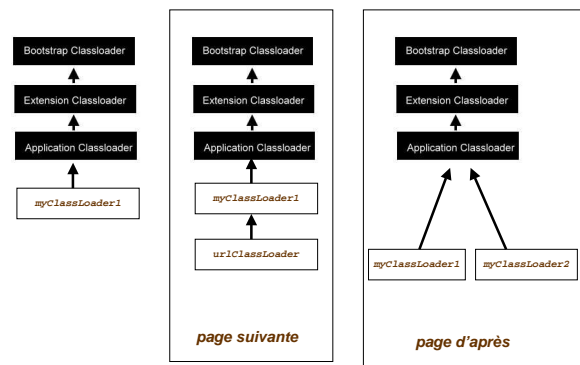 Bootstrap Classloader
Extension Classloader
Application Classloader
myClassLoader1
Bootstrap Classloader
Extension Classloader
Application Classloader
myClassLoader1
urlClassLoader
page suivante
Bootstrap Classloader
Extension Classloader
Application Classloader
myClassLoader1
myClassLoader2
page d'après